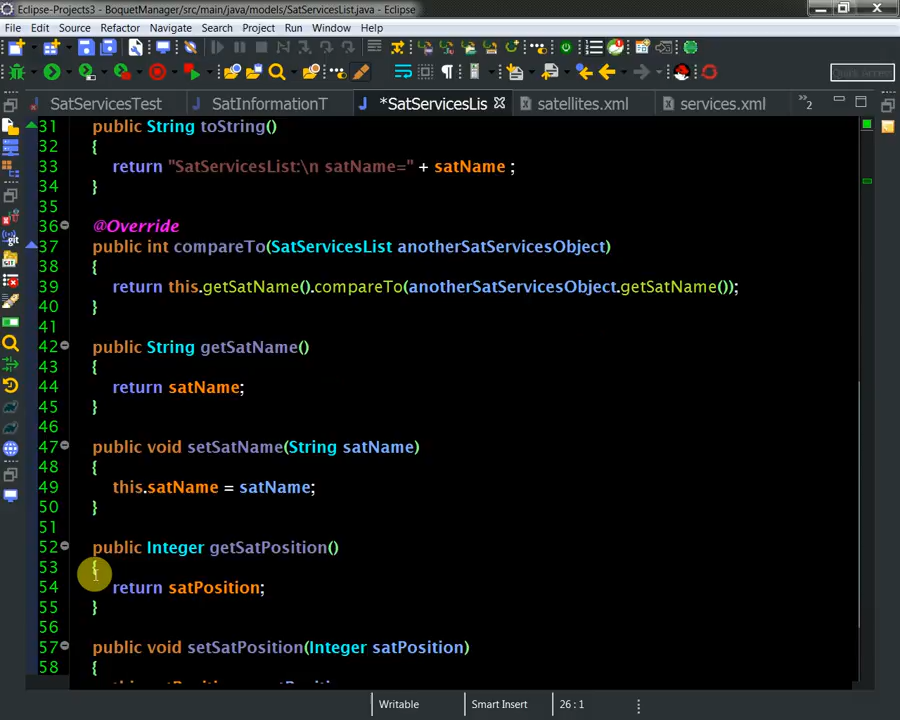 Eclipse-Projects3 - BoquetManager/src/main/java/models/SatServicesList.java - Eclipse
File Edit Source Refactor Navigate Search Project Run Window Help
Quick Access
SatServicesTest SatInformationT *SatServicesLis satellites.xml services.xml »2
31 public String toString()
32 {
33 return "SatServicesList:\n satName=" + satName ;
34 }
35
36 @Override
37 public int compareTo(SatServicesList anotherSatServicesObject)
38 {
39 return this.getSatName().compareTo(anotherSatServicesObject.getSatName());
40 }
41
42 public String getSatName()
43 {
44 return satName;
45 }
46
47 public void setSatName(String satName)
48 {
49 this.satName = satName;
50 }
51
52 public Integer getSatPosition()
53 {
54 return satPosition;
55 }
56
57 public void setSatPosition(Integer satPosition)
58 {
Writable Smart Insert 26 : 1